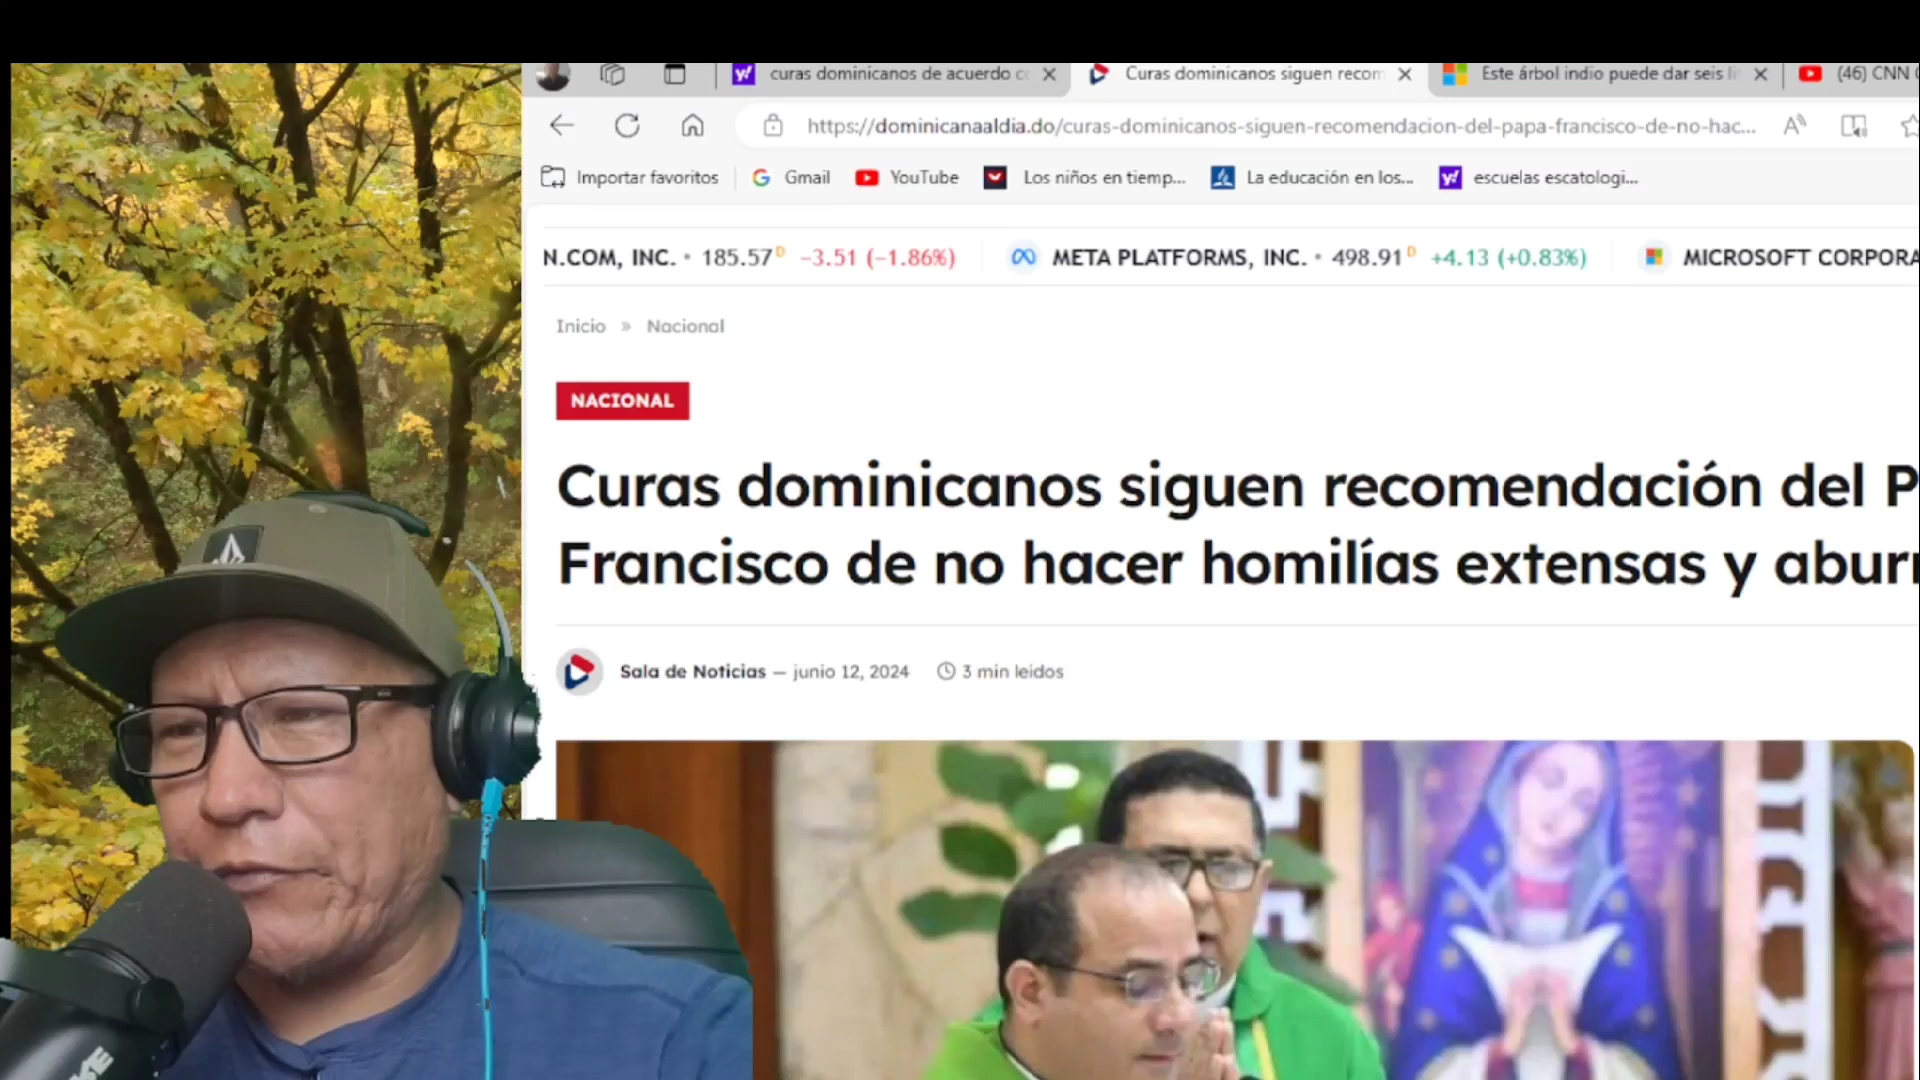 curas dominicanos de acuerdo
Curas dominicanos siguen recom
Este árbol indio puede dar seis
(46) CNN
https://dominicanaaldia.do/curas-dominicanos-siguen-recomendacion-del-papa-francisco-de-no-hac...
Importar favoritos
Gmail
YouTube
Los niños en tiemp...
La educación en los...
escuelas escatologi...
N.COM, INC. • 185.57 D −3.51 (−1.86%)
META PLATFORMS, INC. • 498.91 D +4.13 (+0.83%)
MICROSOFT CORPORA
Inicio » Nacional
NACIONAL
Curas dominicanos siguen recomendación del P
Francisco de no hacer homilías extensas y aburr
Sala de Noticias — junio 12, 2024 3 min leidos